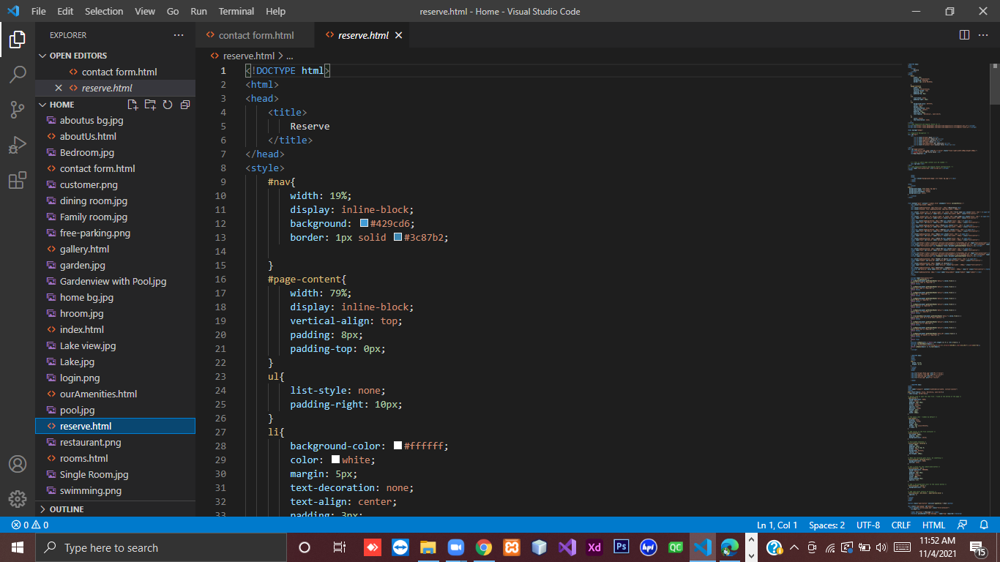 File Edit Selection View Go Run Terminal Help reserve.html - Home - Visual Studio Code
EXPLORER
OPEN EDITORS
contact form.html
reserve.html
HOME
aboutus bg.jpg
aboutUs.html
Bedroom.jpg
contact form.html
customer.png
dining room.jpg
Family room.jpg
free-parking.png
gallery.html
garden.jpg
Gardenview with Pool.jpg
home bg.jpg
hroom.jpg
index.html
Lake view.jpg
Lake.jpg
login.png
ourAmenities.html
pool.jpg
reserve.html
restaurant.png
rooms.html
Single Room.jpg
swimming.png
OUTLINE
contact form.html reserve.html
reserve.html > ...
1 <!DOCTYPE html>
2 <html>
3 <head>
4 <title>
5 Reserve
6 </title>
7 </head>
8 <style>
9 #nav{
10 width: 19%;
11 display: inline-block;
12 background: #429cd6;
13 border: 1px solid #3c87b2;
14
15 }
16 #page-content{
17 width: 79%;
18 display: inline-block;
19 vertical-align: top;
20 padding: 8px;
21 padding-top: 0px;
22 }
23 ul{
24 list-style: none;
25 padding-right: 10px;
26 }
27 li{
28 background-color: #ffffff;
29 color: white;
30 margin: 5px;
31 text-decoration: none;
32 text-align: center;
33 padding: 3px;
0 0 Ln 1, Col 1 Spaces: 2 UTF-8 CRLF HTML
Type here to search
Xd
Ps
hpi
QC
11:52 AM
11/4/2021
15